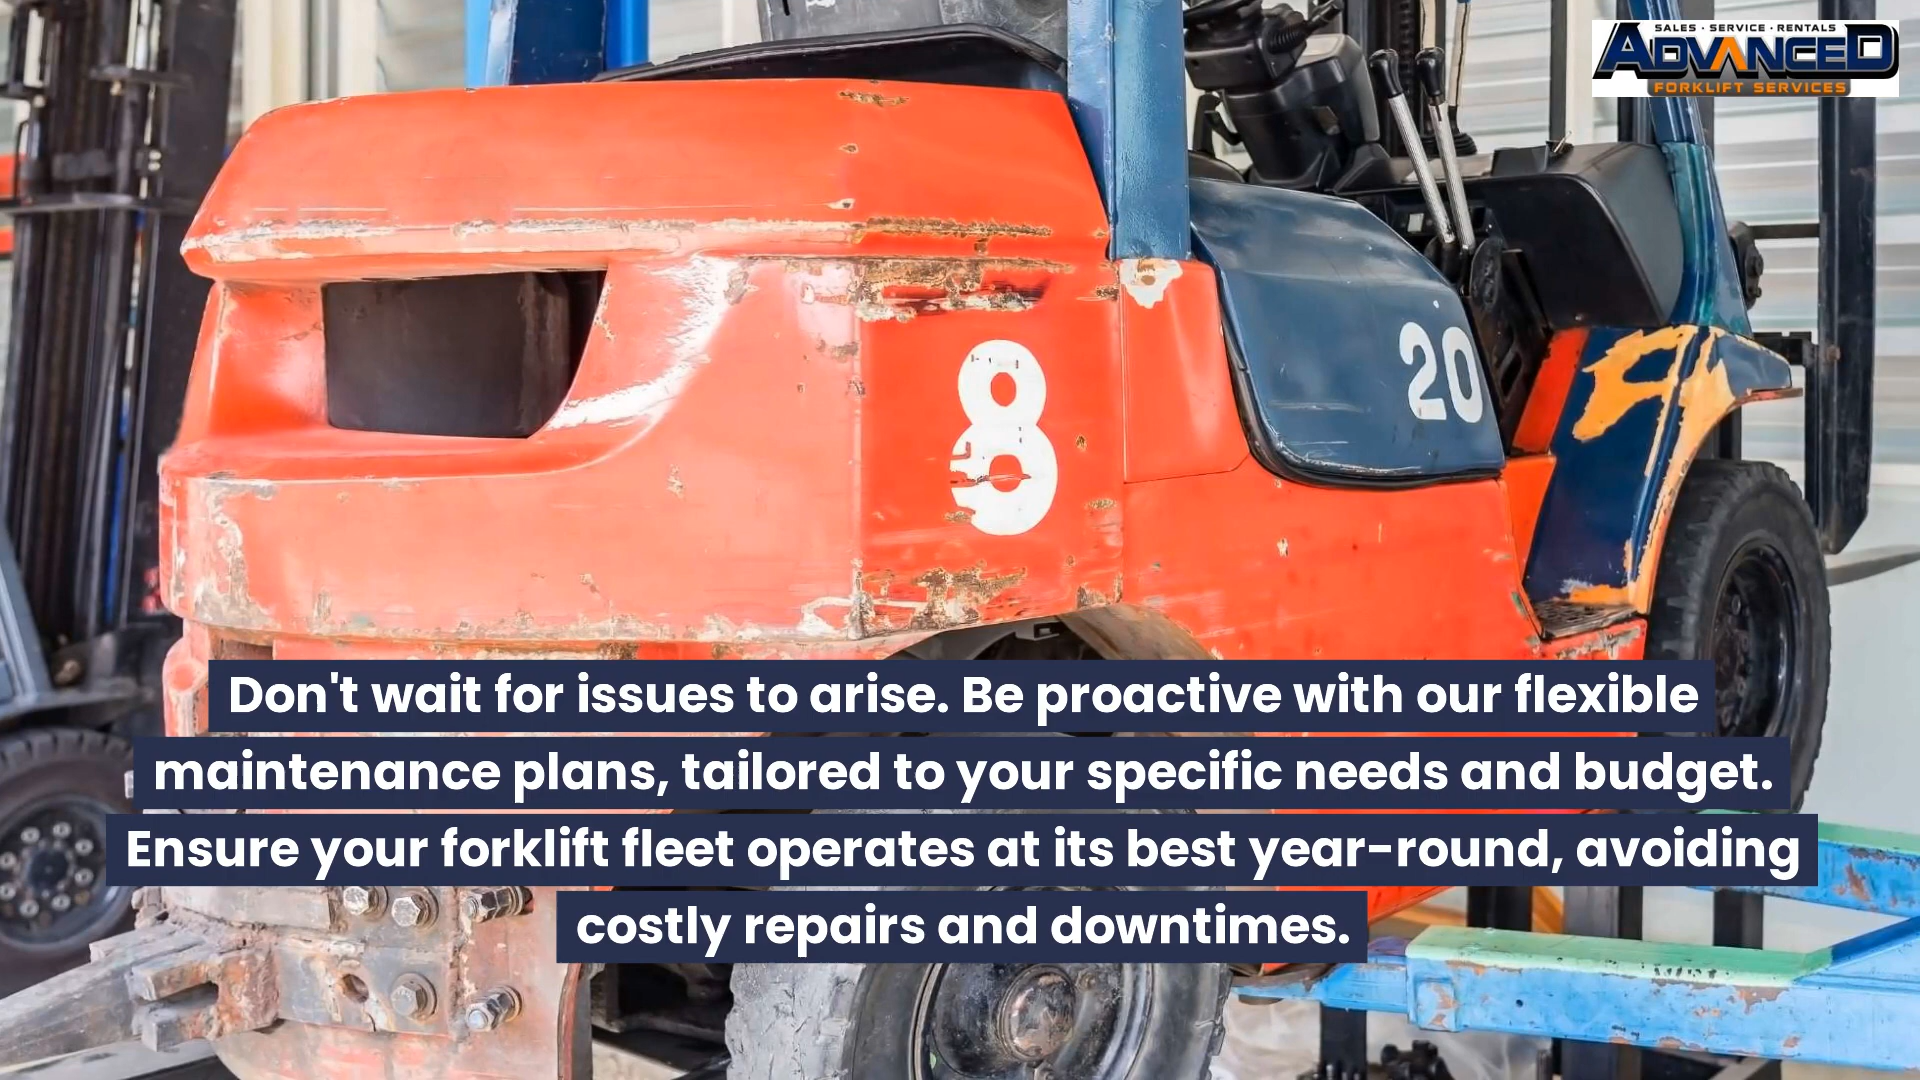 SALES · SERVICE · RENTALS
ADVANCED
FORKLIFT SERVICES
8
20
Don't wait for issues to arise. Be proactive with our flexible
maintenance plans, tailored to your specific needs and budget.
Ensure your forklift fleet operates at its best year-round, avoiding
costly repairs and downtimes.